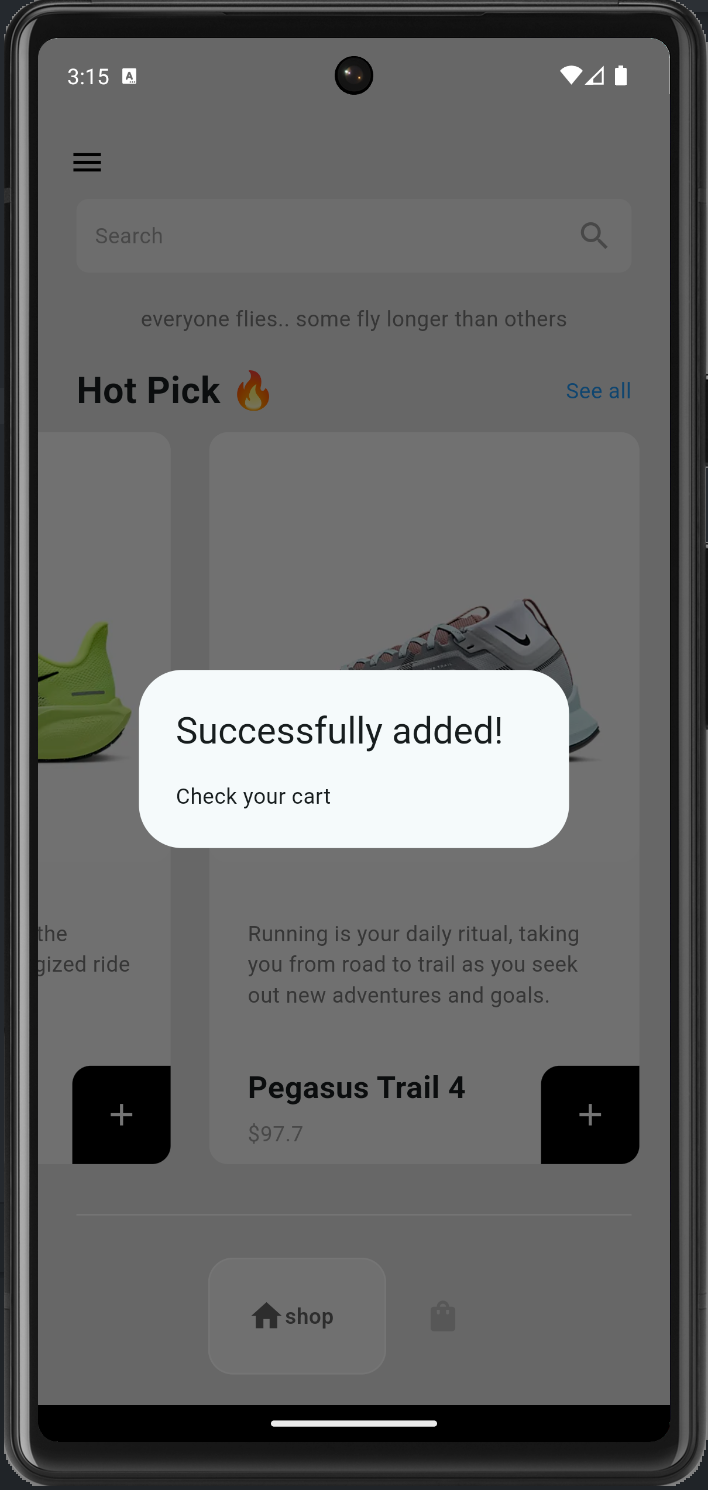 3:15
Search
everyone flies.. some fly longer than others
Hot Pick 🔥
See all
Successfully added!
Check your cart
the
gized ride
Running is your daily ritual, taking
you from road to trail as you seek
out new adventures and goals.
Pegasus Trail 4
$97.7
shop